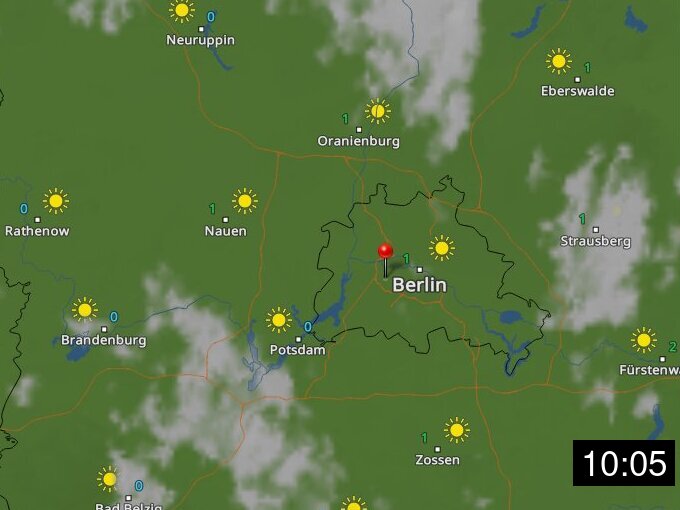 0
Neuruppin
1
Eberswalde
1
Oranienburg
0
Rathenow
1
Nauen
1
Strausberg
1
Berlin
0
Brandenburg
0
Potsdam
2
Fürstenwa
1
Zossen
0
Bad Belzig
10:05